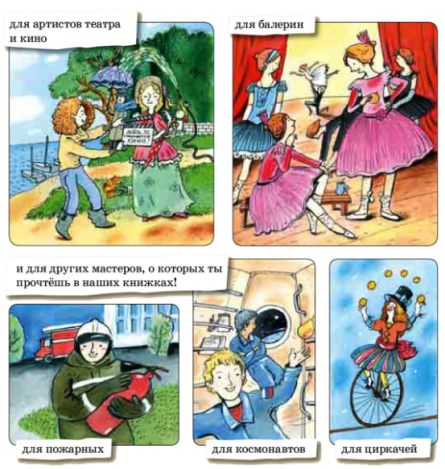 для артистов театра
и кино
для балерин
КИНО!
и для других мастеров, о которых ты
прочтёшь в наших книжках!
для пожарных
для космонавтов
для циркачей